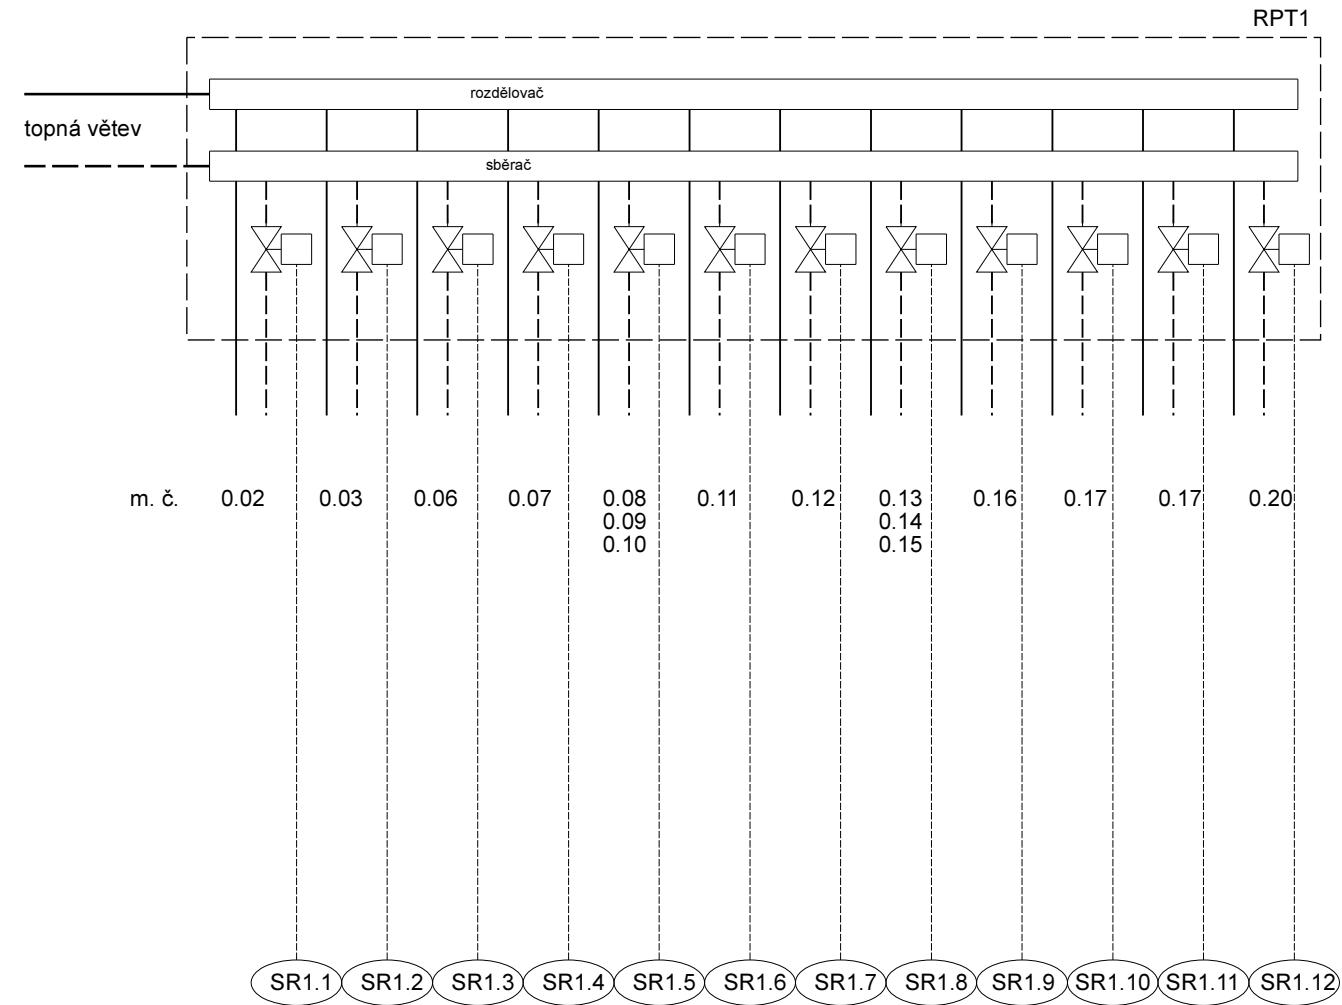 RPT1
rozdělovač
topná větev
sběrač
m. č. 0.02 0.03 0.06 0.07 0.08 0.11 0.12 0.13 0.16 0.17 0.17 0.20
0.09 0.14
0.10 0.15
SR1.1 SR1.2 SR1.3 SR1.4 SR1.5 SR1.6 SR1.7 SR1.8 SR1.9 SR1.10 SR1.11 SR1.12